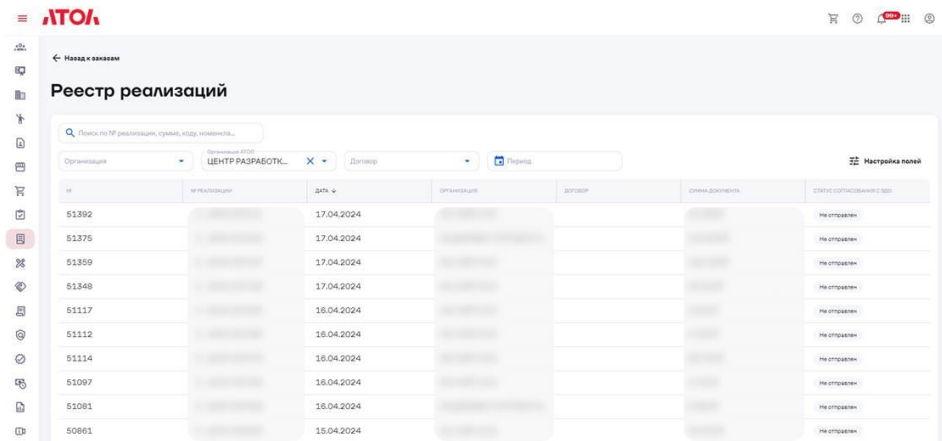 АТОЛ
99+
Назад к заказам
Реестр реализаций
Поиск по № реализации, сумме, коду, номенкла...
Организация
Организация АТОЛ
ЦЕНТР РАЗРАБОТК...
Договор
Период
Настройка полей
№ № РЕАЛИЗАЦИИ ДАТА ОРГАНИЗАЦИЯ ДОГОВОР СУММА ДОКУМЕНТА СТАТУС СОГЛАСОВАНИЯ С ЭДО
51392 17.04.2024 Не отправлен
51375 17.04.2024 Не отправлен
51359 17.04.2024 Не отправлен
51348 17.04.2024 Не отправлен
51117 16.04.2024 Не отправлен
51112 16.04.2024 Не отправлен
51114 16.04.2024 Не отправлен
51097 16.04.2024 Не отправлен
51081 16.04.2024 Не отправлен
50861 15.04.2024 Не отправлен